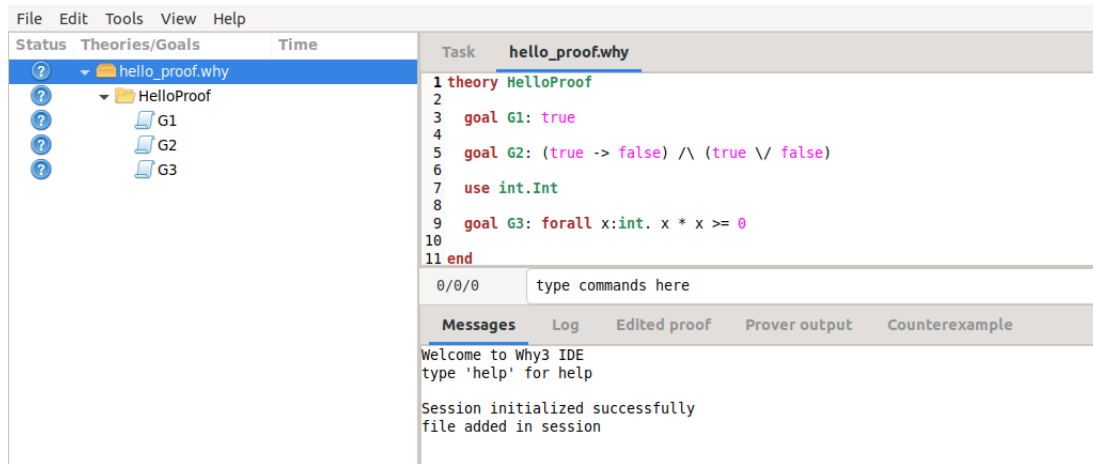 File Edit Tools View Help
Status Theories/Goals Time
hello_proof.why
HelloProof
G1
G2
G3
Task hello_proof.why
1 theory HelloProof
2
3   goal G1: true
4
5   goal G2: (true -> false) /\ (true \/ false)
6
7   use int.Int
8
9   goal G3: forall x:int. x * x >= 0
10
11 end
0/0/0 type commands here
Messages Log Edited proof Prover output Counterexample
Welcome to Why3 IDE
type 'help' for help
Session initialized successfully
file added in session